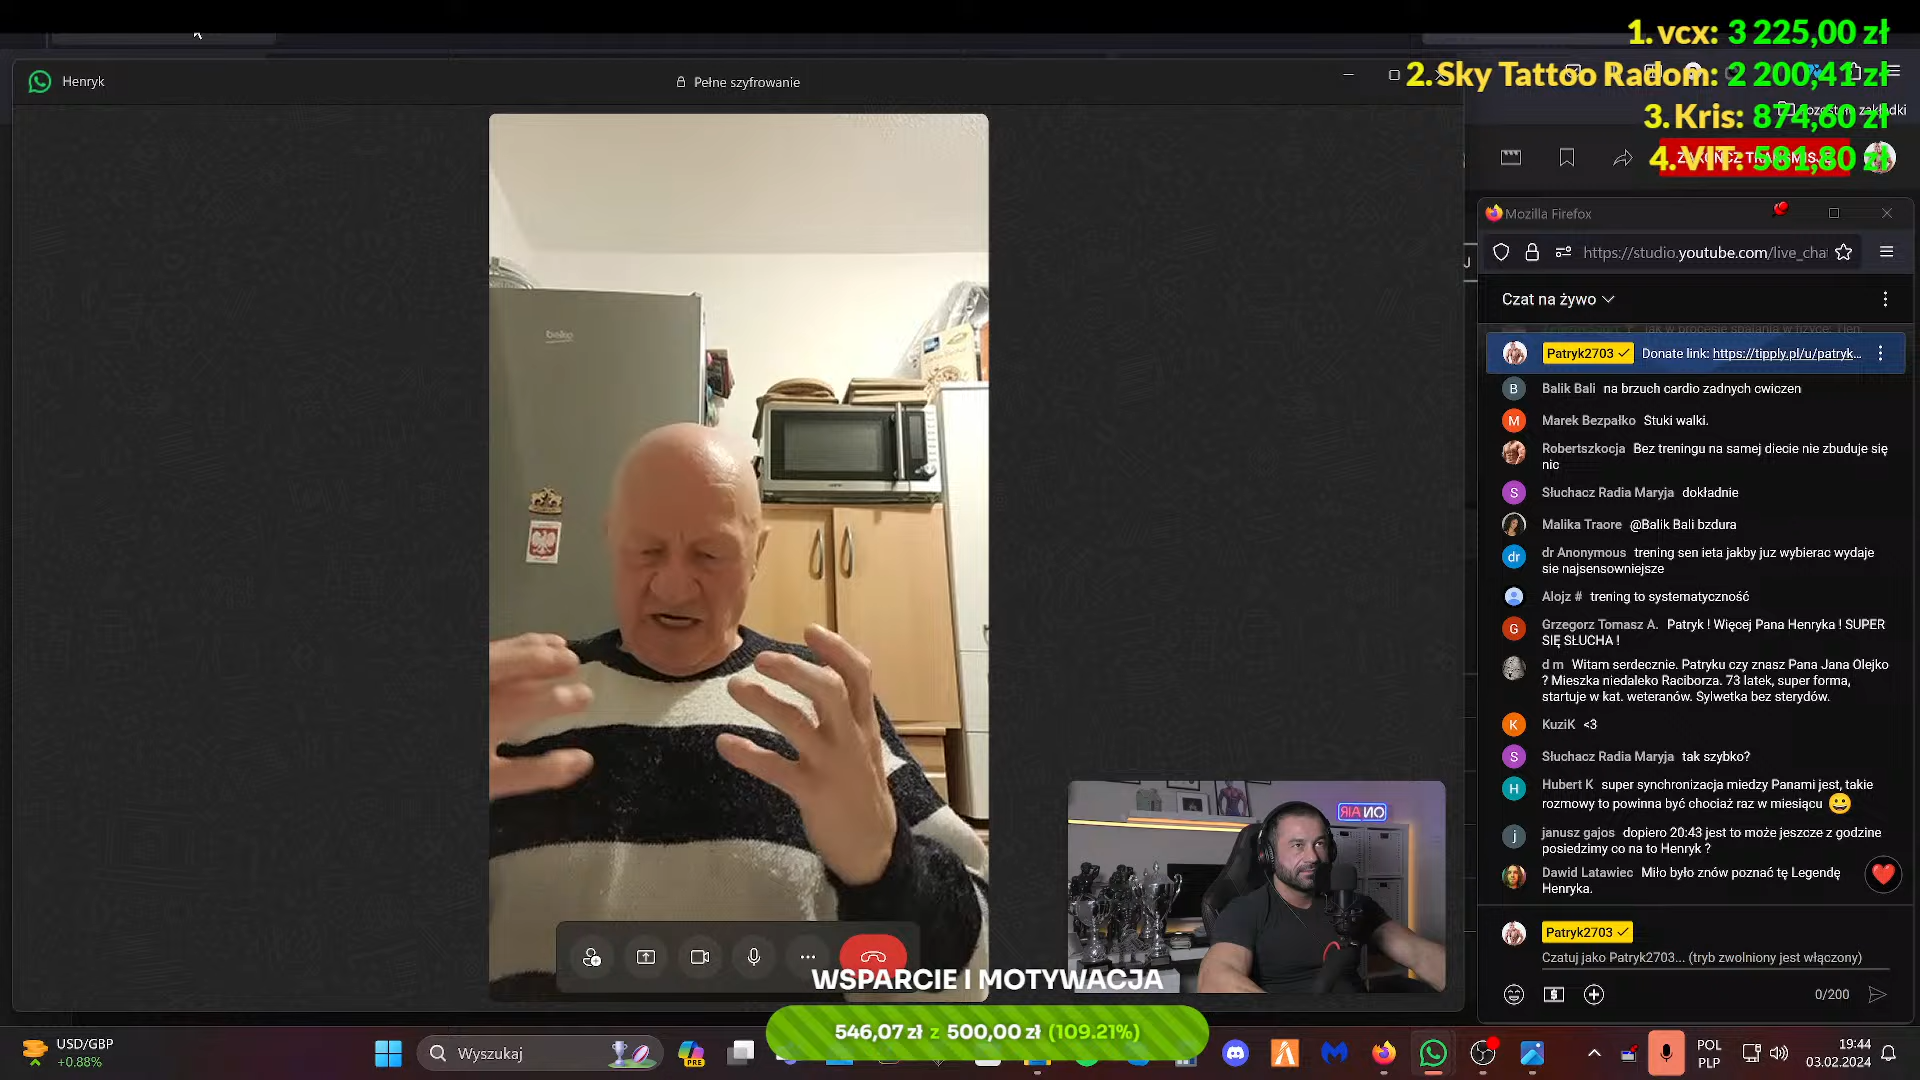 1. vcx: 3 225,00 zł
2. Sky Tattoo Radom: 2 200,41 zł
3. Kris: 874,60 zł
4. VIT: 581,80 zł
Henryk
Pełne szyfrowanie
beko
ON AIR
Mozilla Firefox
https://studio.youtube.com/live_cha
Czat na żywo
Patryk2703 Donate link: https://tipply.pl/u/patryk...
B Balik Bali na brzuch cardio zadnych cwiczen
M Marek Bezpałko Stuki walki.
Robertszkocja Bez treningu na samej diecie nie zbuduje się
nic
S Słuchacz Radia Maryja dokładnie
Malika Traore @Balik Bali bzdura
dr dr Anonymous trening sen ieta jakby juz wybierac wydaje
sie najsensowniejsze
Alojz # trening to systematyczność
G Grzegorz Tomasz A. Patryk ! Więcej Pana Henryka ! SUPER
SIĘ SŁUCHA !
d m Witam serdecznie. Patryku czy znasz Pana Jana Olejko
? Mieszka niedaleko Raciborza. 73 latek, super forma,
startuje w kat. weteranów. Sylwetka bez sterydów.
K KuziK <3
S Słuchacz Radia Maryja tak szybko?
H Hubert K super synchronizacja miedzy Panami jest, takie
rozmowy to powinna być chociaż raz w miesiącu 😀
j janusz gajos dopiero 20:43 jest to może jeszcze z godzine
posiedzimy co na to Henryk ?
Dawid Latawiec Miło było znów poznać tę Legendę
Henryka.
Patryk2703
Czatuj jako Patryk2703... (tryb zwolniony jest włączony)
0/200
WSPARCIE I MOTYWACJA
546,07 zł z 500,00 zł (109.21%)
USD/GBP
+0.88%
Wyszukaj
PRE
POL
PLP
19:44
03.02.2024